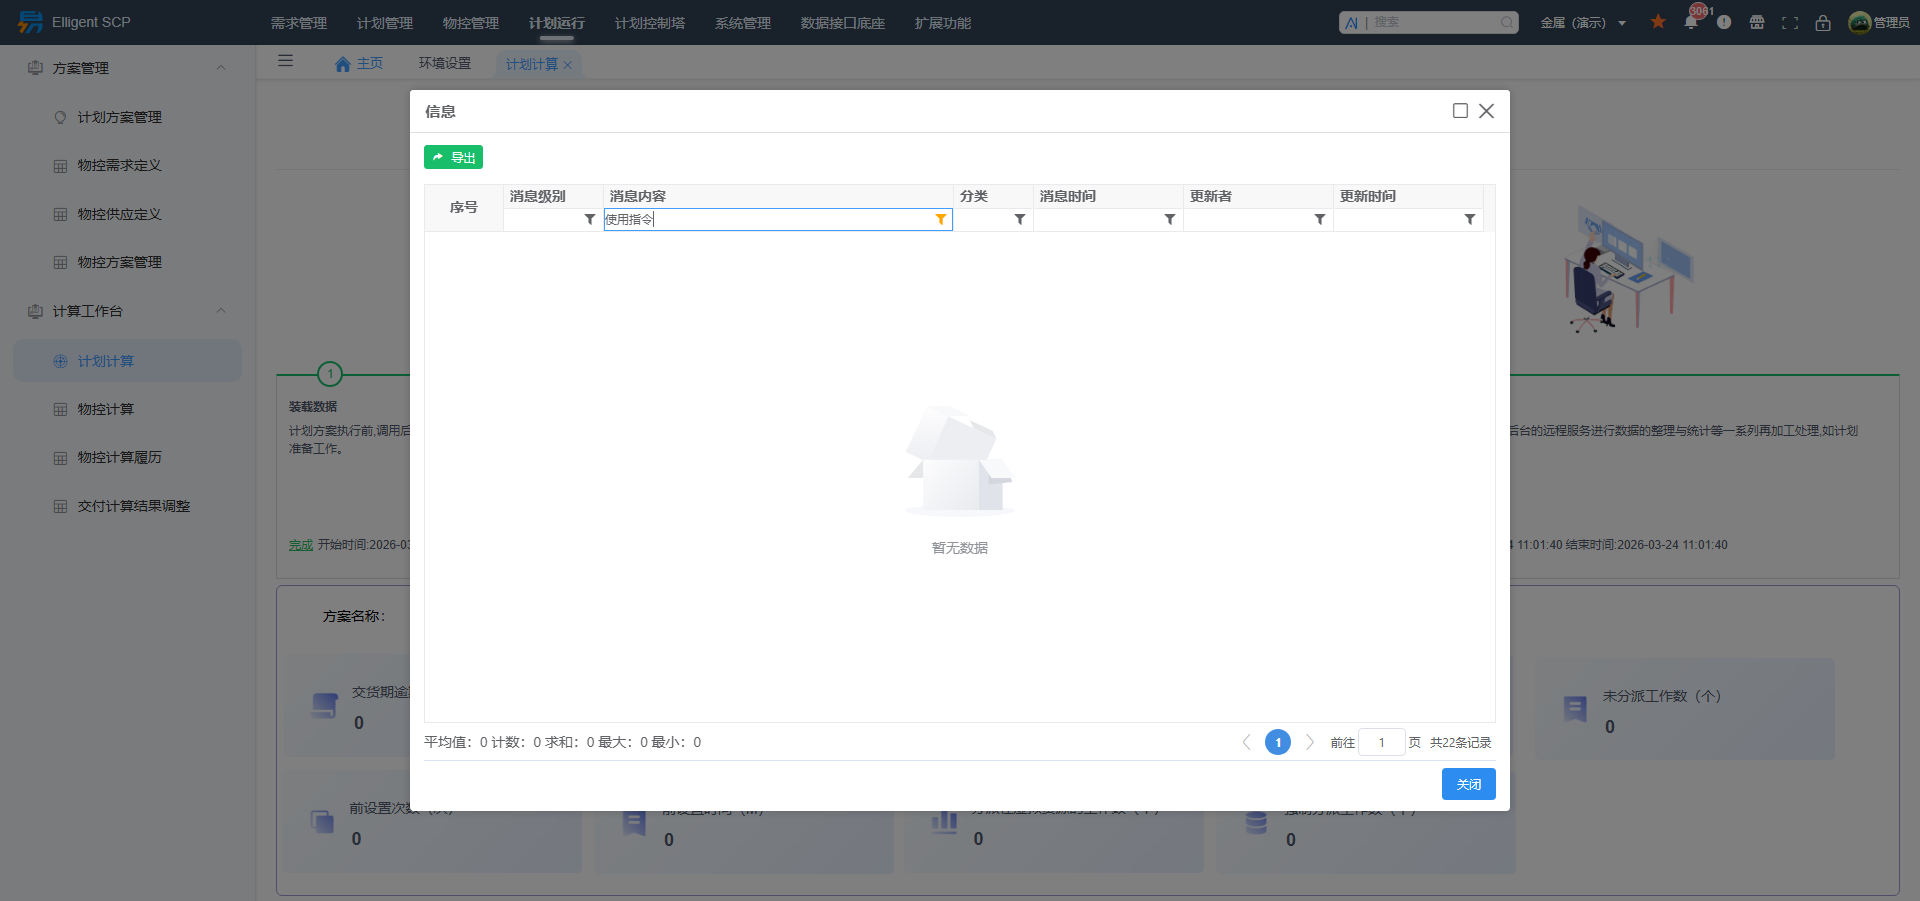 Elligent SCP
需求管理 计划管理 物控管理 计划运行 计划控制塔 系统管理 数据接口底座 扩展功能
AI | 搜索
金属（演示）
3061
管理员
方案管理
计划方案管理
物控需求定义
物控供应定义
物控方案管理
计算工作台
计划计算
物控计算
物控计算履历
交付计算结果调整
主页 环境设置 计划计算
信息
导出
序号 消息级别 消息内容 分类 消息时间 更新者 更新时间
使用指令
暂无数据
平均值：0 计数：0 求和：0 最大：0 最小：0
1 前往 1 页 共22条记录
关闭
1
装载数据
计划方案执行前,调用后
准备工作。
完成 开始时间:2026-03
后台的远程服务进行数据的整理与统计等一系列再加工处理,如计划
11:01:40 结束时间:2026-03-24 11:01:40
方案名称：
交货期逾
0
未分派工作数（个）
0
前设置次数
0
前设置时间
0
0
0